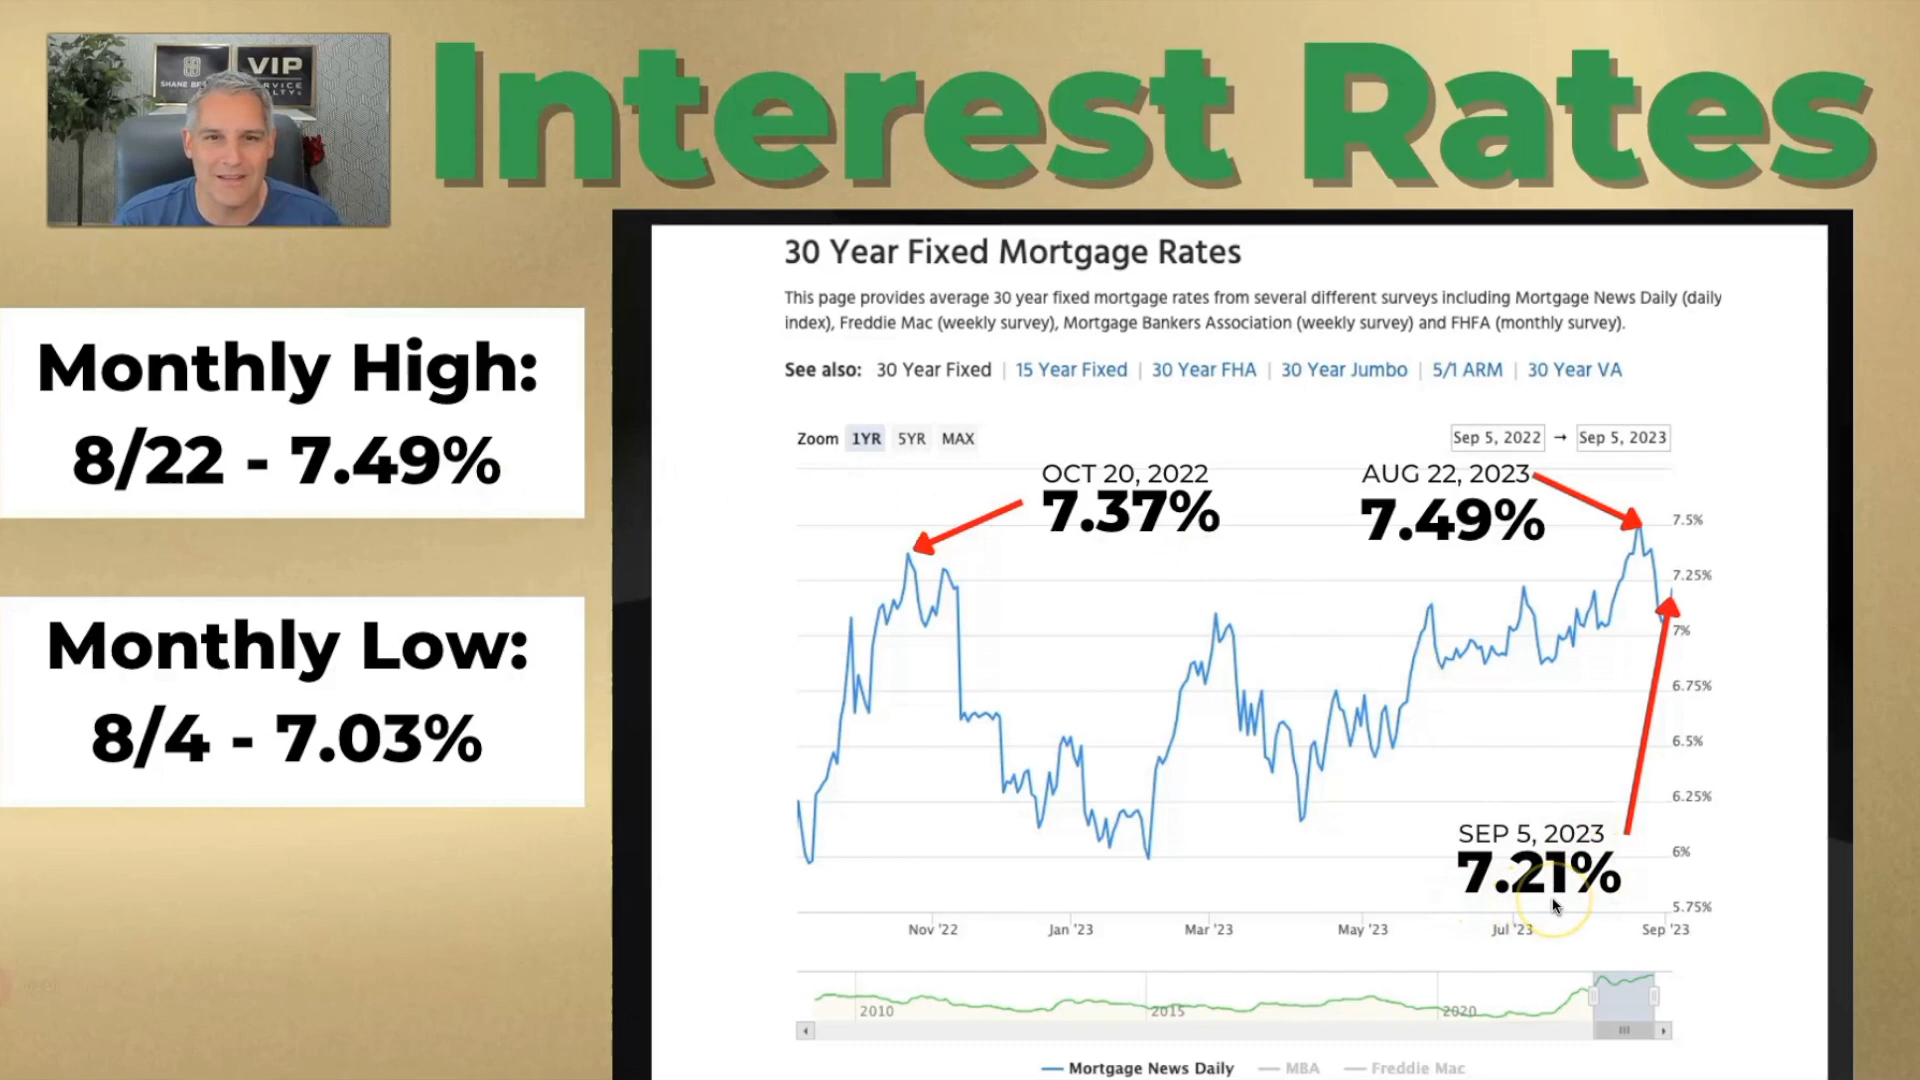 Interest Rates
SHANE
VIP
Monthly High:
8/22 - 7.49%
Monthly Low:
8/4 - 7.03%
30 Year Fixed Mortgage Rates
This page provides average 30 year fixed mortgage rates from several different surveys including Mortgage News Daily (daily
index), Freddie Mac (weekly survey), Mortgage Bankers Association (weekly survey) and FHFA (monthly survey).
See also: 30 Year Fixed | 15 Year Fixed | 30 Year FHA | 30 Year Jumbo | 5/1 ARM | 30 Year VA
Zoom 1YR 5YR MAX Sep 5, 2022 → Sep 5, 2023
OCT 20, 2022
7.37%
AUG 22, 2023
7.49%
7.5%
7.25%
7%
6.75%
6.5%
6.25%
6%
5.75%
SEP 5, 2023
7.21%
Nov '22 Jan '23 Mar '23 May '23 Jul '23 Sep '23
2010 2015 2020
Mortgage News Daily MBA Freddie Mac